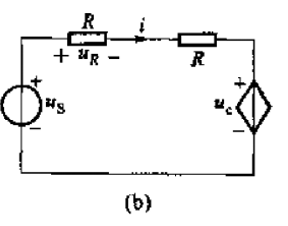 R i
+ u_R − R
+ u_S − + u_c −
(b)